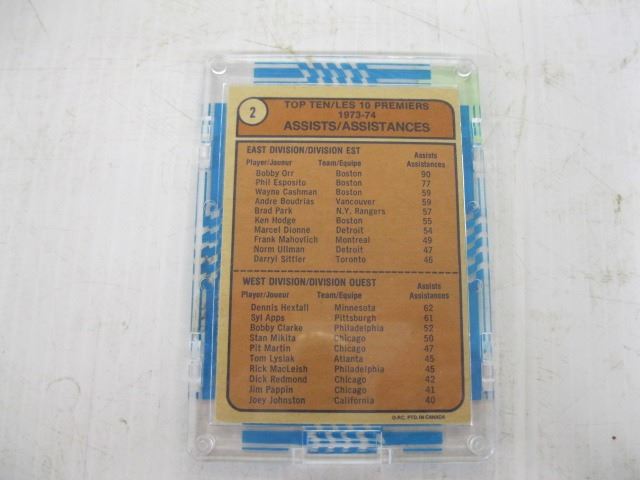 2
TOP TEN/LES 10 PREMIERS
1973-74
ASSISTS/ASSISTANCES
EAST DIVISION/DIVISION EST
Player/Joueur Team/Equipe Assists Assistances
Bobby Orr Boston 90
Phil Esposito Boston 77
Wayne Cashman Boston 59
Andre Boudrias Vancouver 59
Brad Park N.Y. Rangers 57
Ken Hodge Boston 55
Marcel Dionne Detroit 54
Frank Mahovlich Montreal 49
Norm Ullman Detroit 47
Darryl Sittler Toronto 46
WEST DIVISION/DIVISION OUEST
Player/Joueur Team/Equipe Assists Assistances
Dennis Hextall Minnesota 62
Syl Apps Pittsburgh 61
Bobby Clarke Philadelphia 52
Stan Mikita Chicago 50
Pit Martin Chicago 47
Tom Lysiak Atlanta 45
Rick MacLeish Philadelphia 45
Dick Redmond Chicago 42
Jim Pappin Chicago 41
Joey Johnston California 40
O.P.C. PTD. IN CANADA